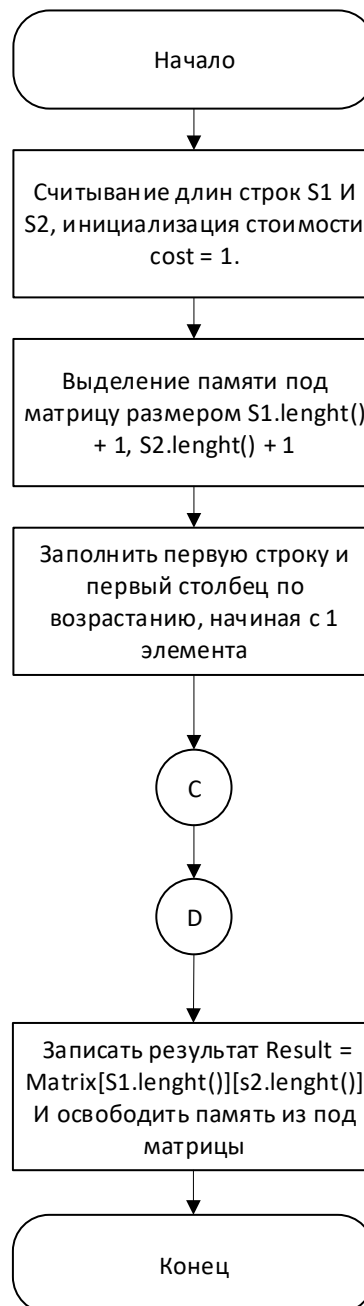 Начало
Считывание длин строк S1 И
S2, инициализация стоимости
cost = 1.
Выделение памяти под
матрицу размером S1.lenght()
+ 1, S2.lenght() + 1
Заполнить первую строку и
первый столбец по
возрастанию, начиная с 1
элемента
C
D
Записать результат Result =
Matrix[S1.lenght()][s2.lenght()]
И освободить память из под
матрицы
Конец